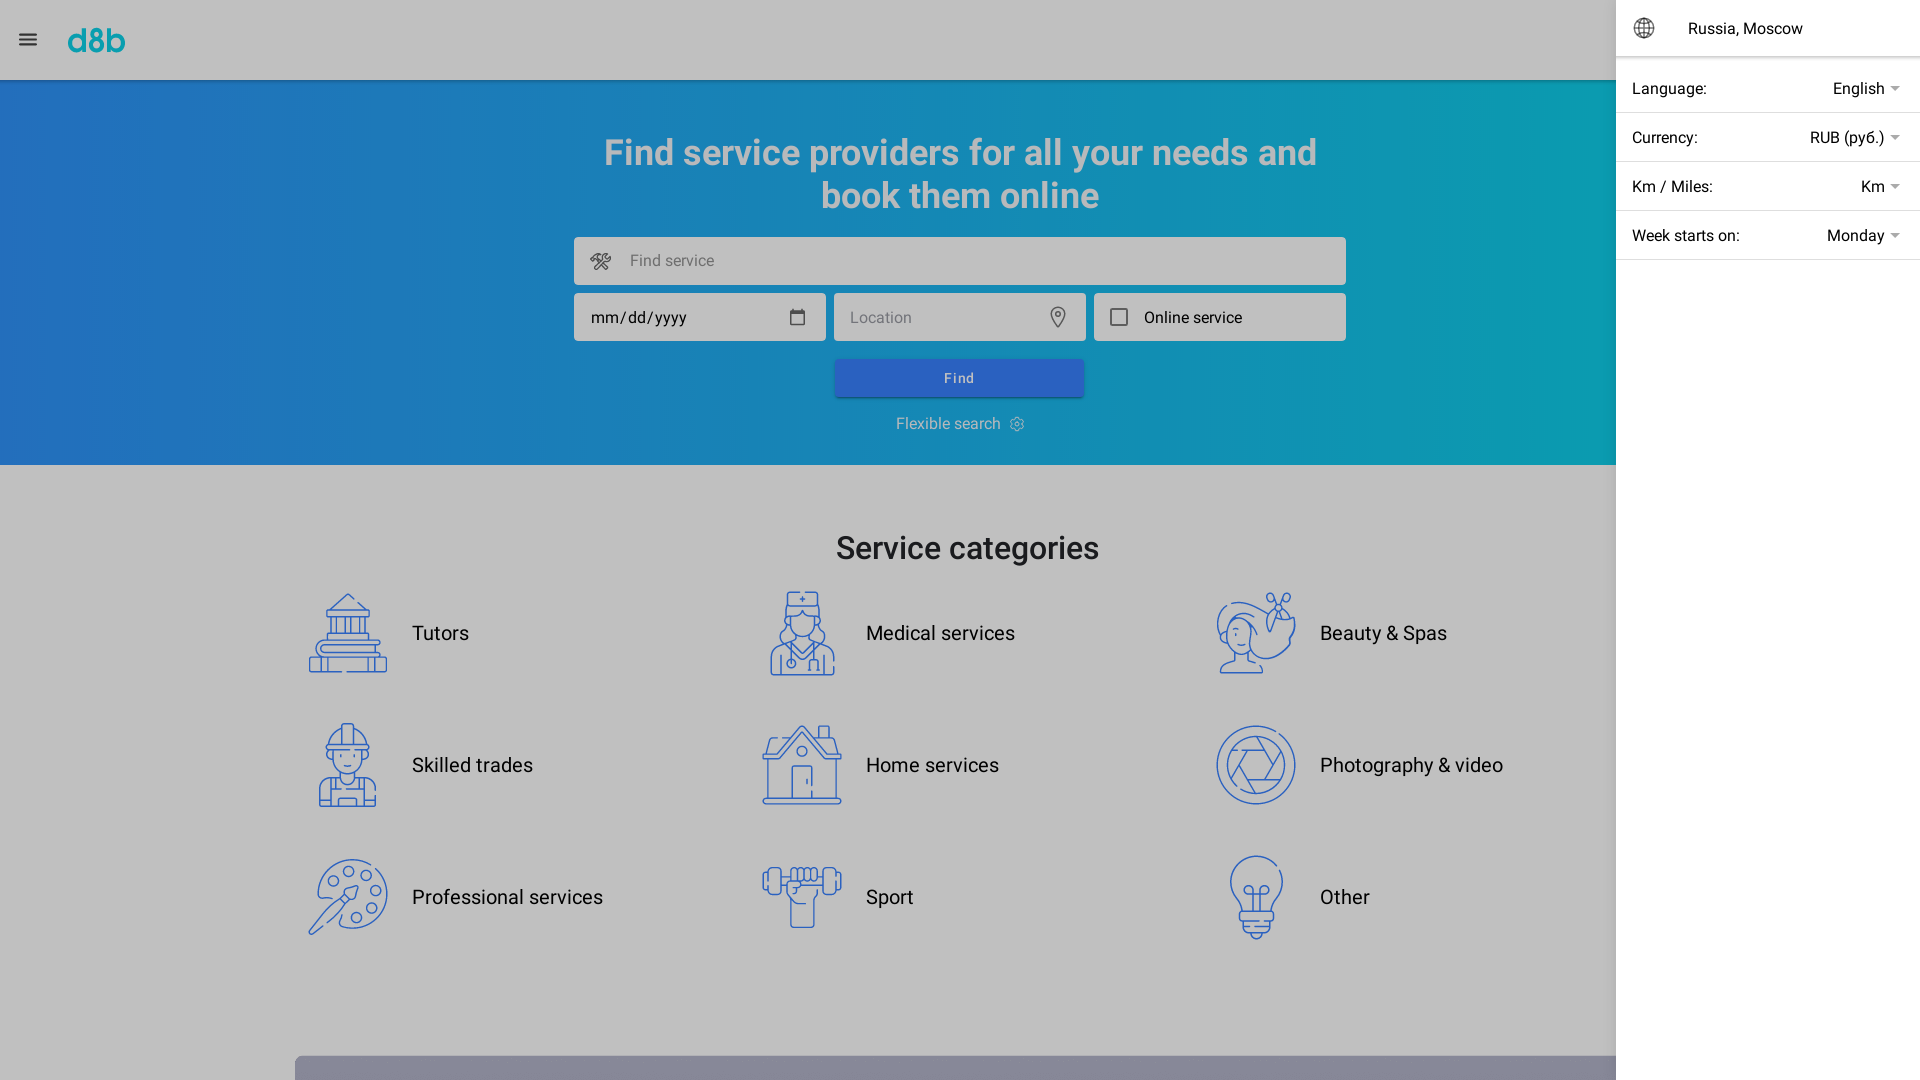 d8b
Find service providers for all your needs and
book them online
Find service
mm/dd/yyyy
Location
Online service
Find
Flexible search
Service categories
Tutors
Medical services
Beauty & Spas
Skilled trades
Home services
Photography & video
Professional services
Sport
Other
Russia, Moscow
Language: English
Currency: RUB (руб.)
Km / Miles: Km
Week starts on: Monday